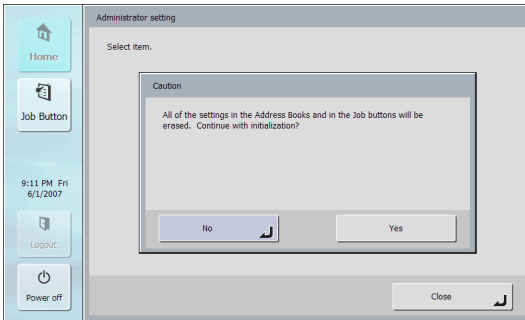 Administrator setting
Home
Select item.
Caution
All of the settings in the Address Books and in the Job buttons will be
erased.  Continue with initialization?
Job Button
9:11 PM  Fri
6/1/2007
No
Yes
Logout
Power off
Close